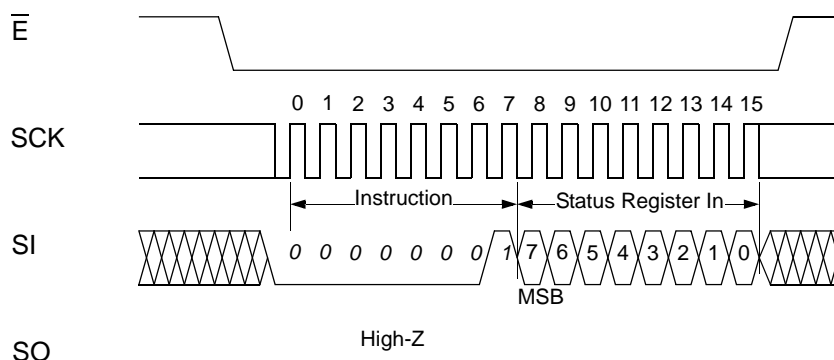 E
0 1 2 3 4 5 6 7 8 9 10 11 12 13 14 15
SCK
Instruction Status Register In
SI 0 0 0 0 0 0 0 1 7 6 5 4 3 2 1 0
MSB
High-Z
SO